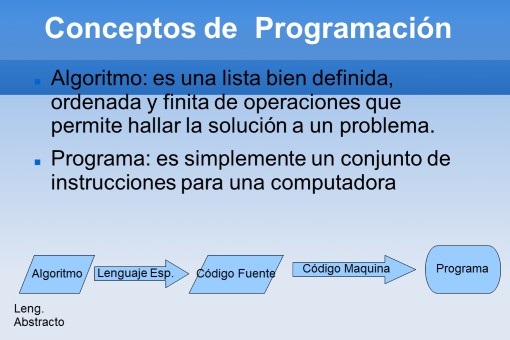 Conceptos de  Programación
Algoritmo: es una lista bien definida,
ordenada y finita de operaciones que
permite hallar la solución a un problema.
Programa: es simplemente un conjunto de
instrucciones para una computadora
Algoritmo
Lenguaje Esp.
Código Fuente
Código Maquina
Programa
Leng.
Abstracto